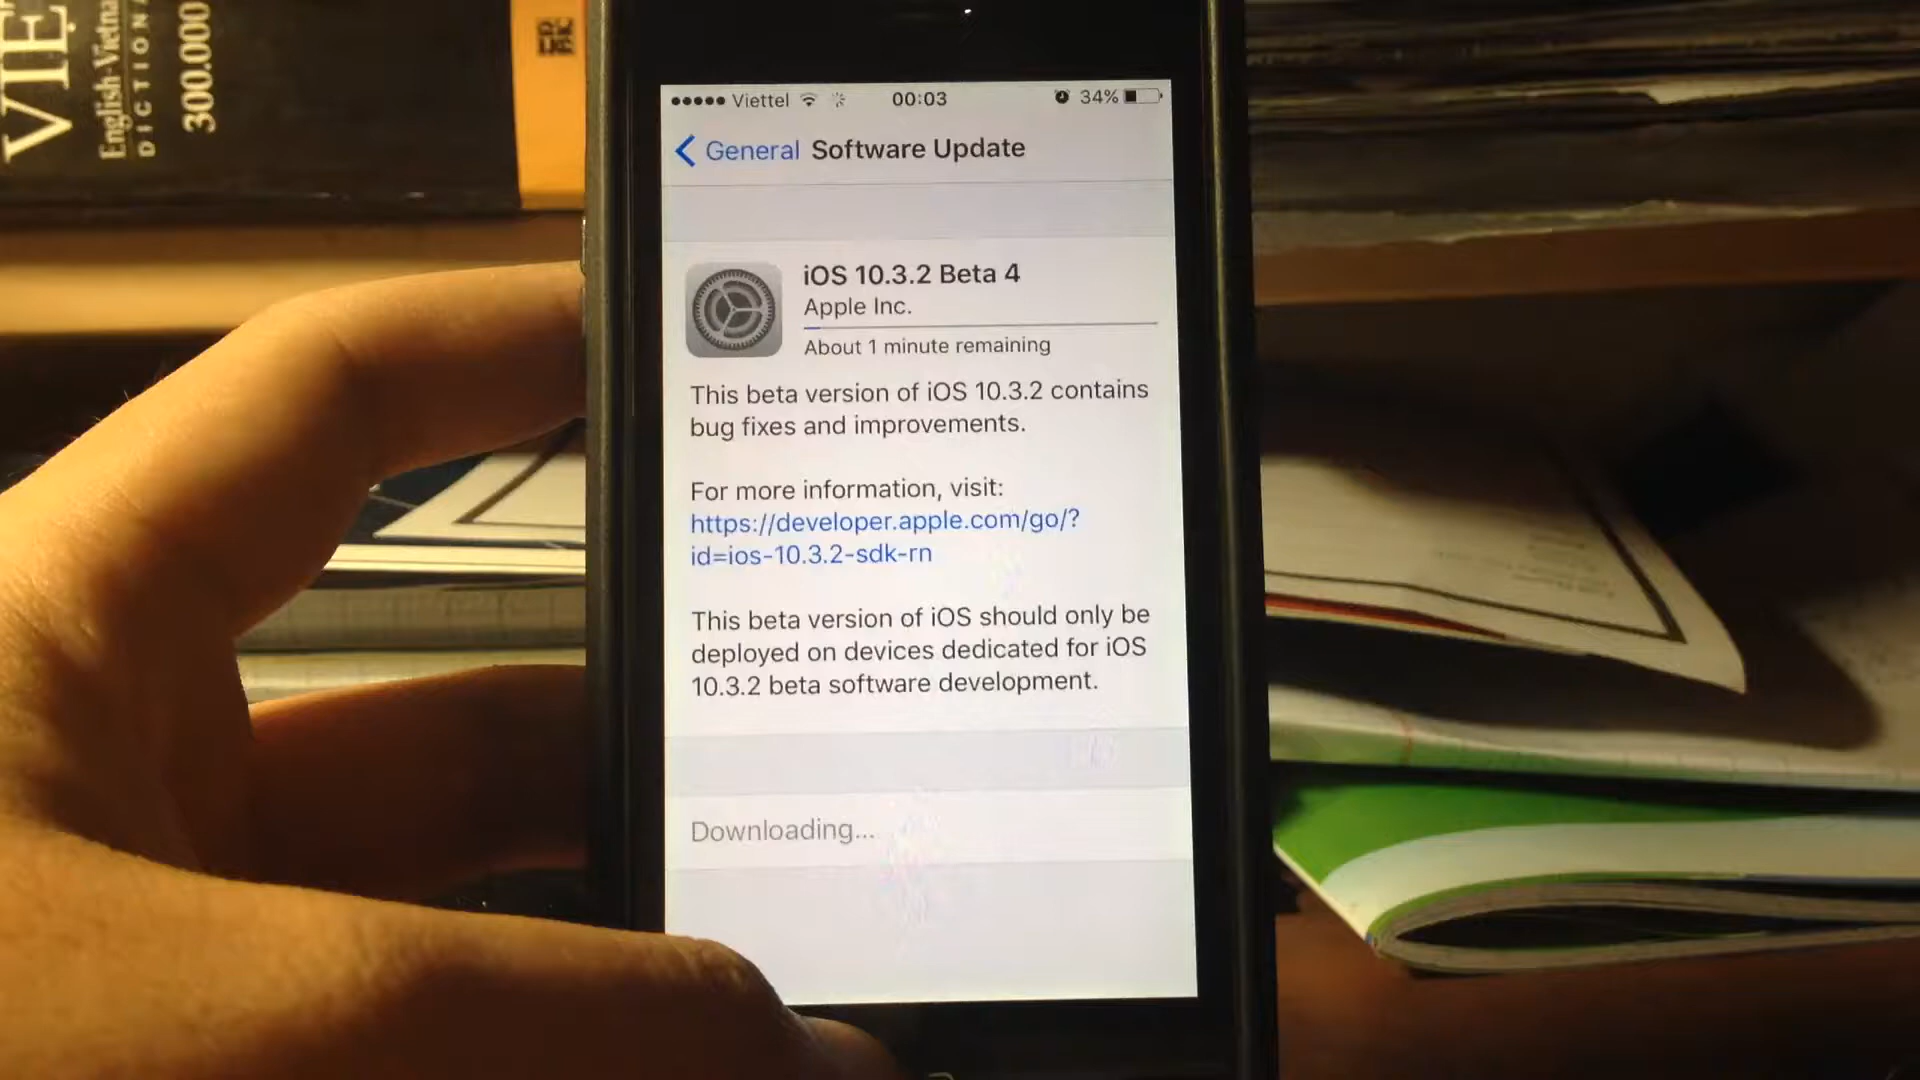 VIỆ
English-Vietna
DICTIONA
300.000
Viettel 00:03 34%
General Software Update
iOS 10.3.2 Beta 4
Apple Inc.
About 1 minute remaining
This beta version of iOS 10.3.2 contains
bug fixes and improvements.
For more information, visit:
https://developer.apple.com/go/?
id=ios-10.3.2-sdk-rn
This beta version of iOS should only be
deployed on devices dedicated for iOS
10.3.2 beta software development.
Downloading...